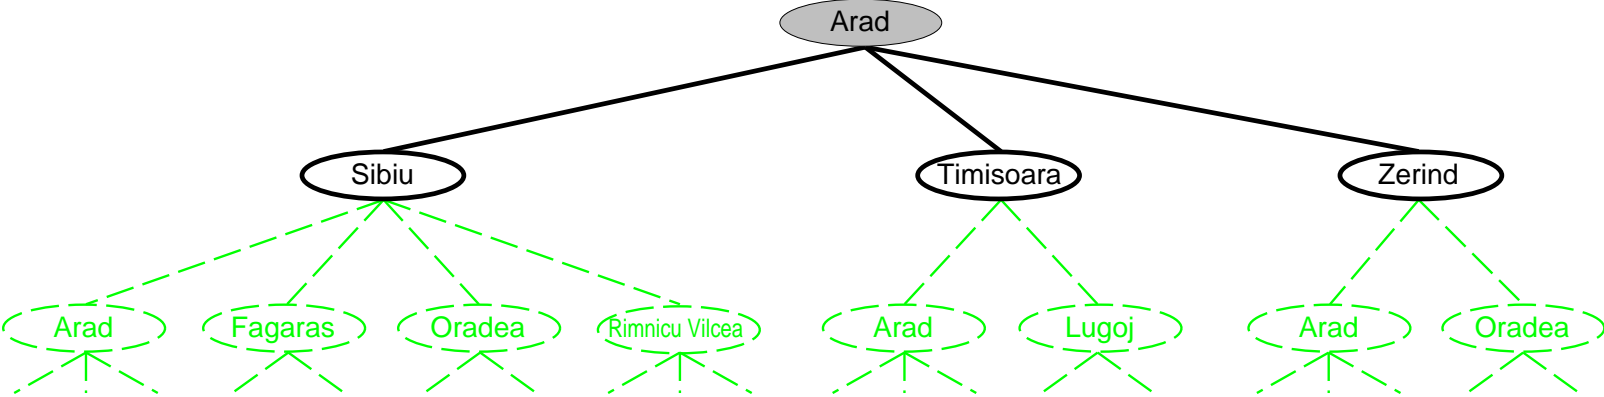 Arad
Sibiu
Timisoara
Zerind
Arad
Fagaras
Oradea
Rimnicu Vilcea
Arad
Lugoj
Arad
Oradea